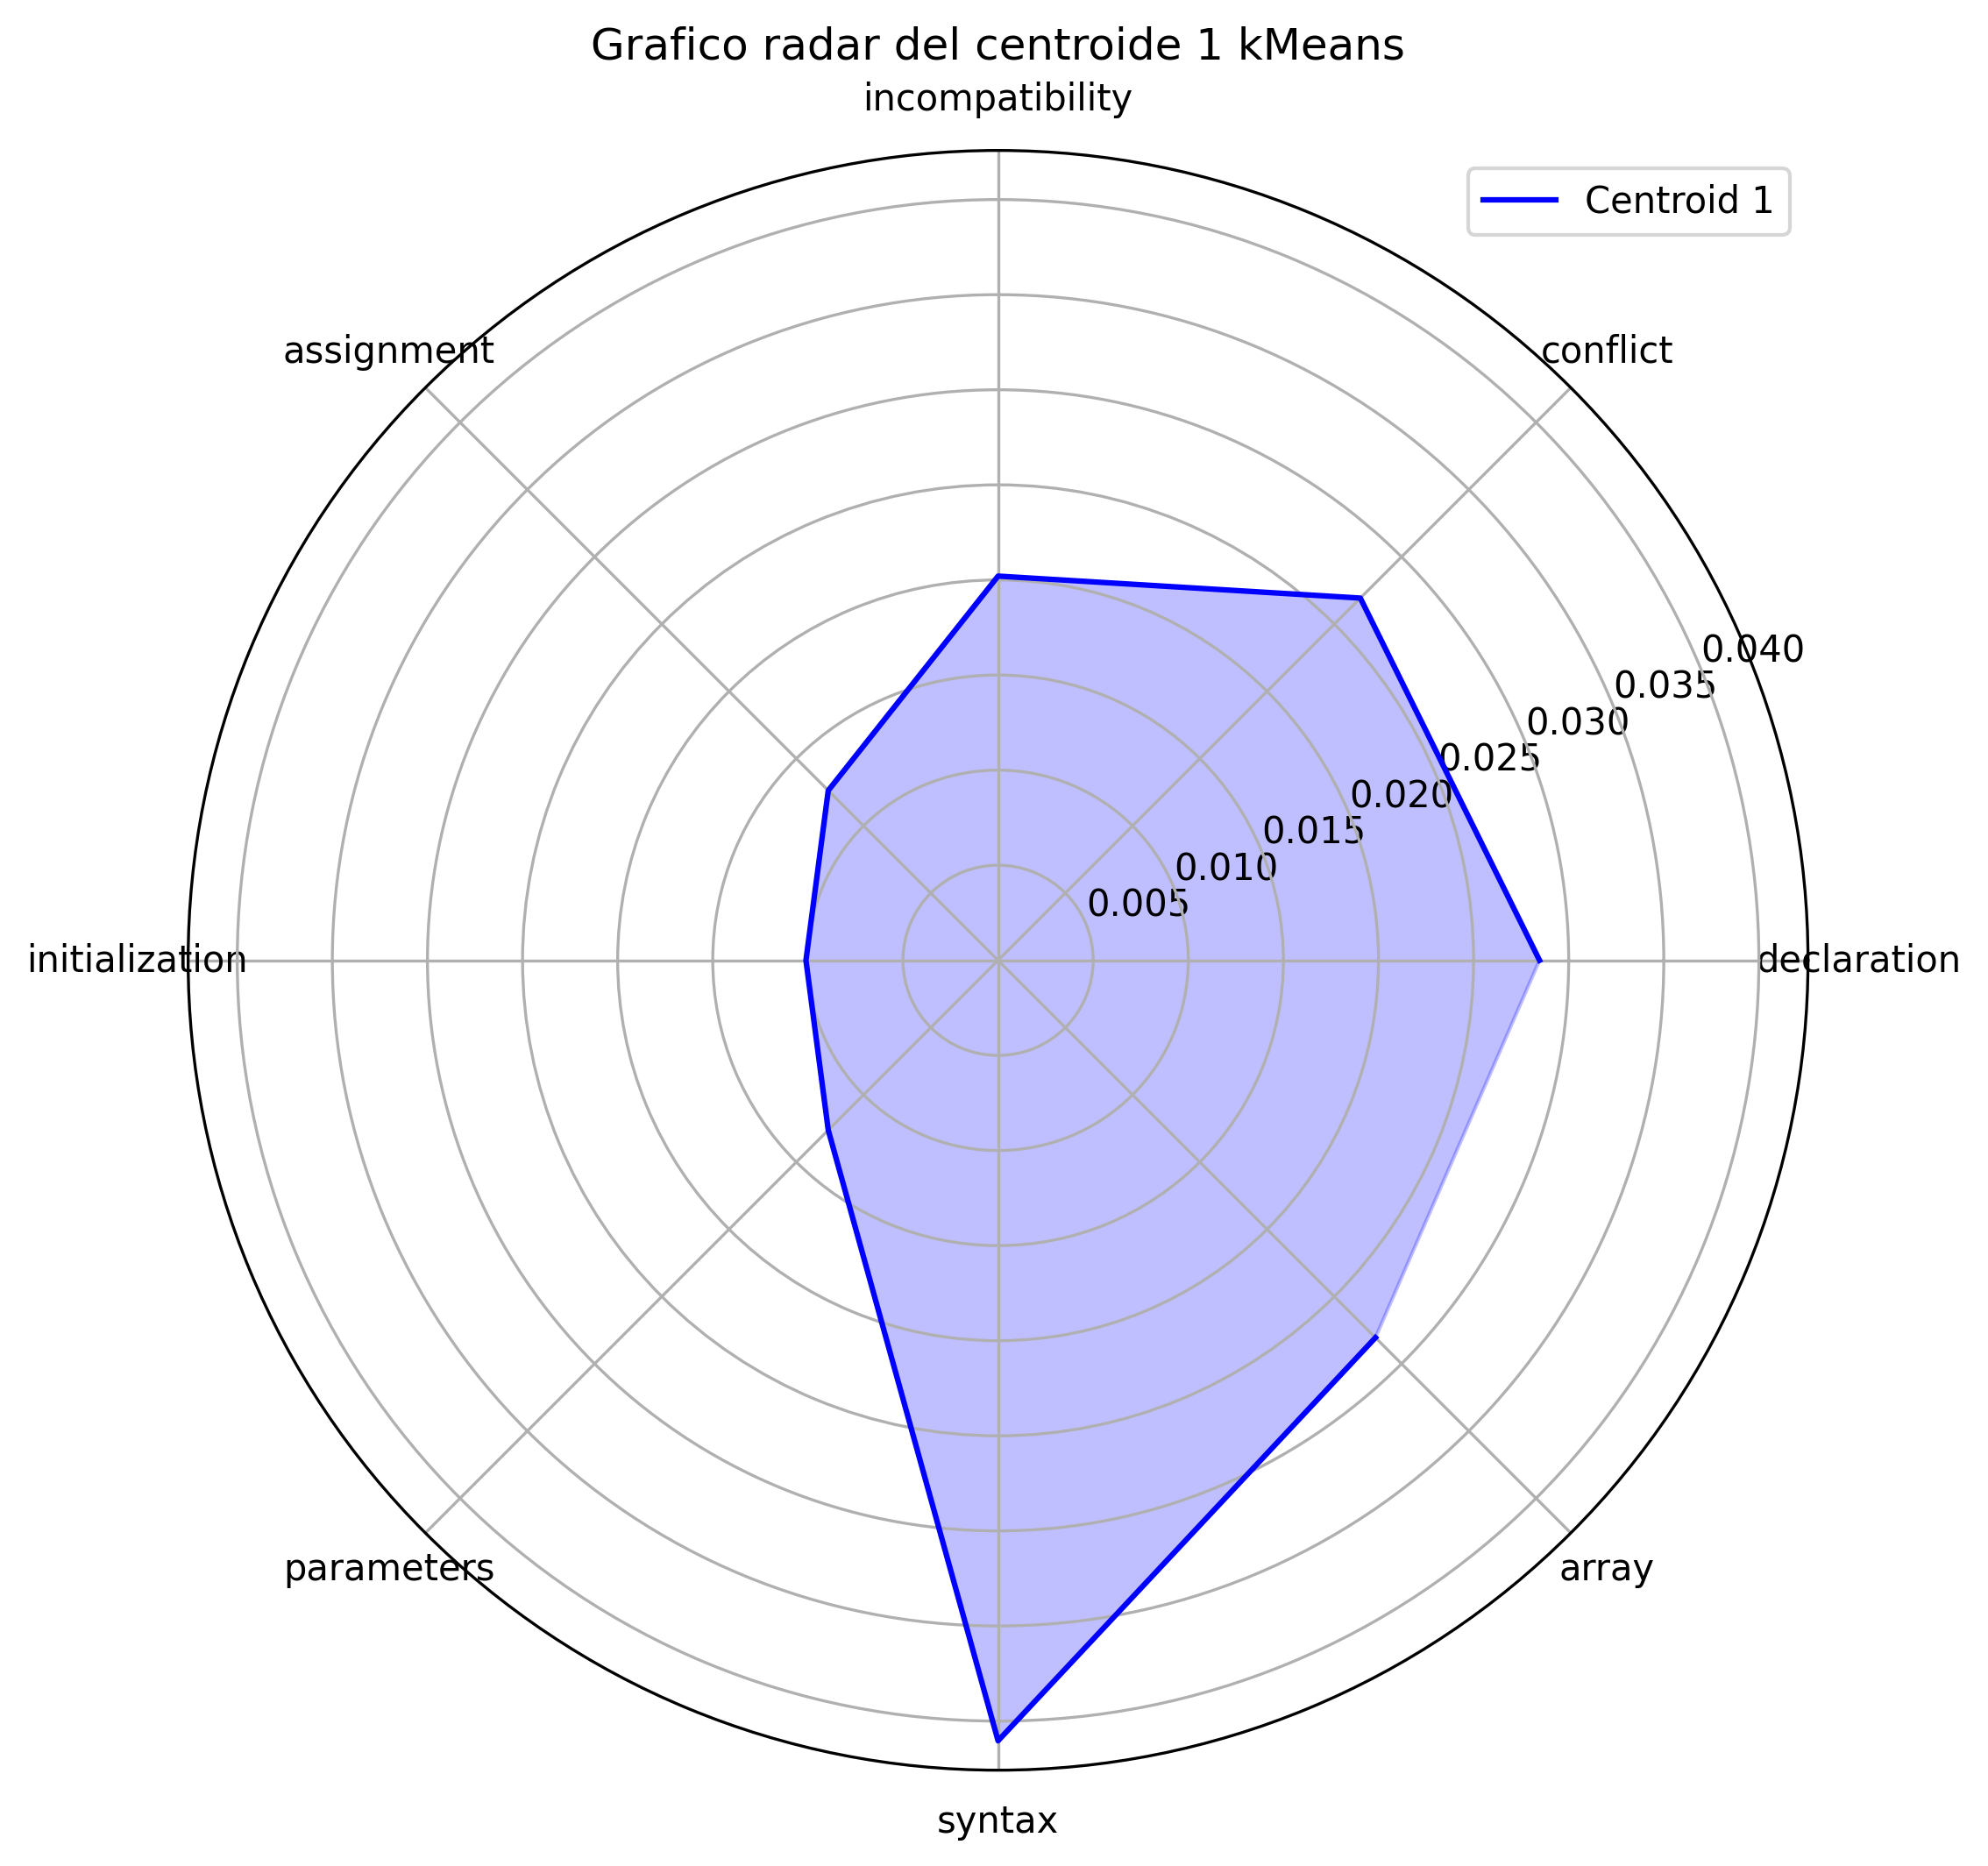 Grafico radar del centroide 1 kMeans
incompatibility
Centroid 1
assignment
conflict
0.040
0.035
0.030
0.025
0.020
0.015
0.010
0.005
initialization
declaration
parameters
array
syntax